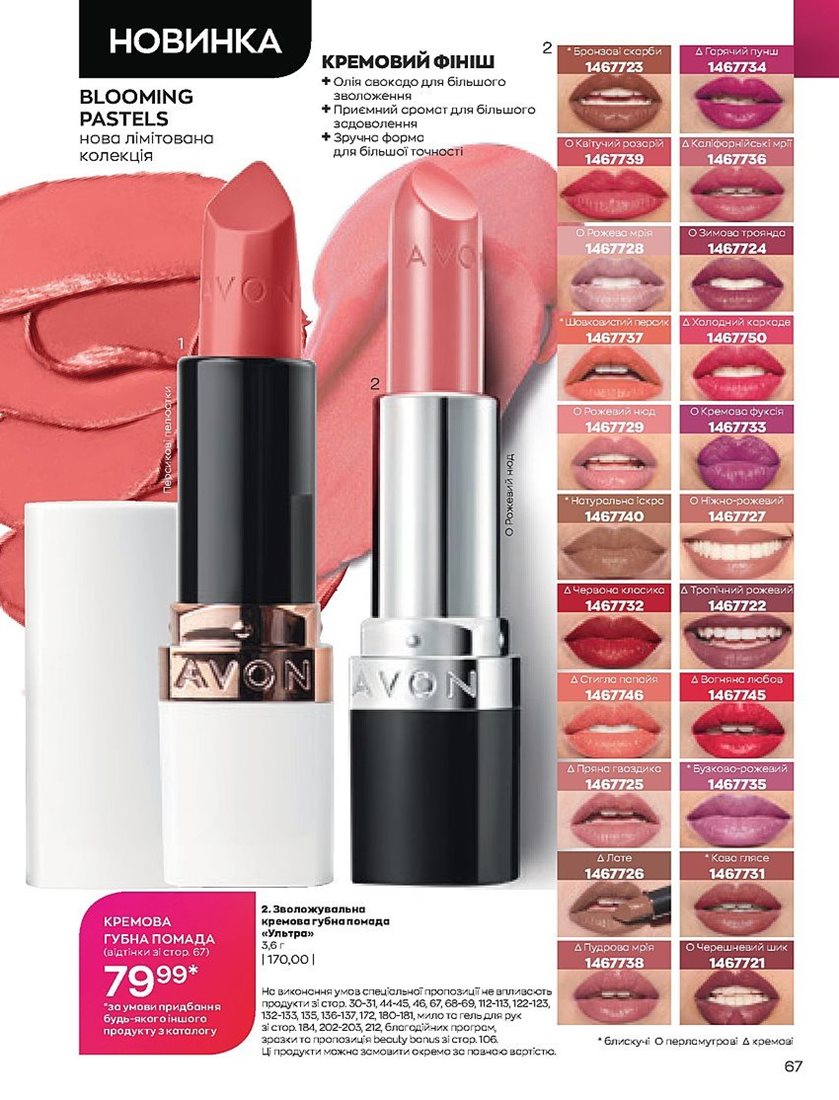 НОВИНКА
BLOOMING
PASTELS
нова лімітована
колекція
КРЕМОВИЙ ФІНІШ
+ Олія авокадо для більшого
зволоження
+ Приємний аромат для більшого
задоволення
+ Зручна форма
для більшої точності
AVON
AVON
1
2
Персикові пелюстки
О Рожевий нюд
AVON
AVON
2
* Бронзові скарби
1467723
Δ Гарячий пунш
1467734
О Квітучий розарій
1467739
Δ Каліфорнійські мрії
1467736
О Рожева мрія
1467728
О Зимова троянда
1467724
* Шовковистий персик
1467737
Δ Холодний каркаде
1467750
О Рожевий нюд
1467729
О Кремова фуксія
1467733
* Натуральна іскра
1467740
О Ніжно-рожевий
1467727
Δ Червона класика
1467732
Δ Тропічний рожевий
1467722
Δ Стигла папайя
1467746
Δ Вогняна любов
1467745
Δ Пряна гвоздика
1467725
* Бузково-рожевий
1467735
Δ Лате
1467726
* Кава глясе
1467731
Δ Пудрова мрія
1467738
О Черешневий шик
1467721
* блискучі О перламутрові Δ кремові
КРЕМОВА
ГУБНА ПОМАДА
(відтінки зі стор. 67)
79⁹⁹*
*за умови придбання
будь-якого іншого
продукту з каталогу
2. Зволожувальна
кремова губна помада
«Ультра»
3,6 г
| 170,00 |
На виконання умов спеціальної пропозиції не впливають
продукти зі стор. 30-31, 44-45, 46, 67, 68-69, 112-113, 122-123,
132-133, 135, 136-137, 172, 180-181, мило та гель для рук
зі стор. 184, 202-203, 212, благодійних програм,
зразки та пропозиція beauty bonus зі стор. 106.
Ці продукти можна замовити окремо за повною вартістю.
67